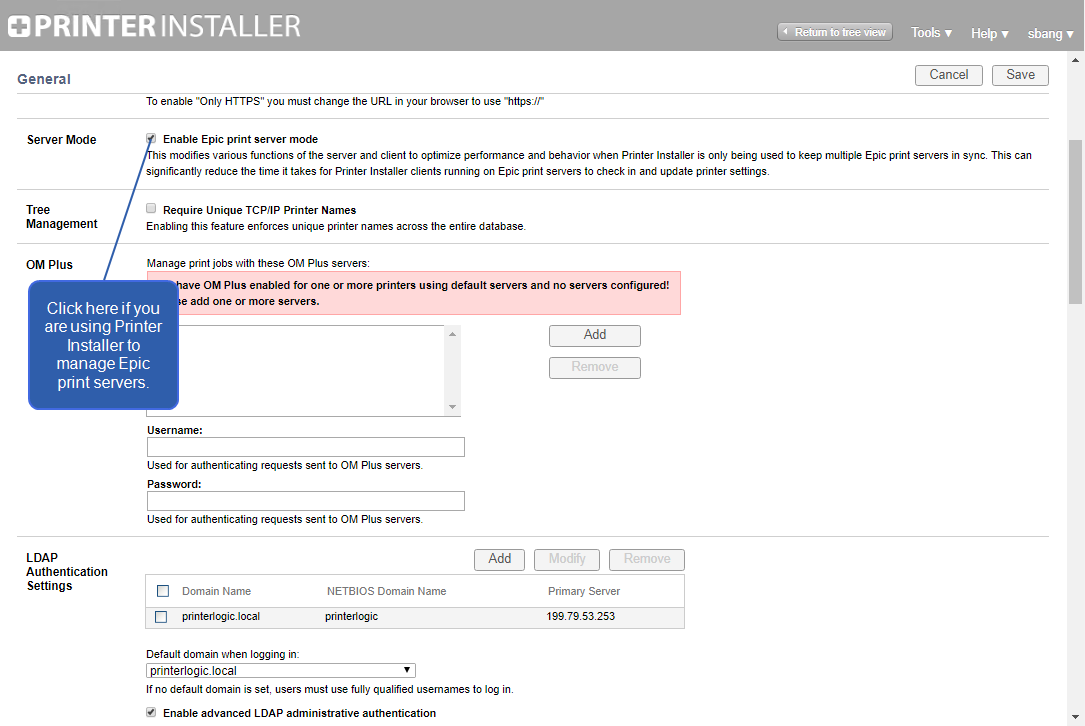 PRINTER INSTALLER
Return to tree view
Tools ▾
Help ▾
sbang ▾
General
Cancel
Save
To enable "Only HTTPS" you must change the URL in your browser to use "https://"
Server Mode
Enable Epic print server mode
This modifies various functions of the server and client to optimize performance and behavior when Printer Installer is only being used to keep multiple Epic print servers in sync. This can
significantly reduce the time it takes for Printer Installer clients running on Epic print servers to check in and update printer settings.
Tree
Management
Require Unique TCP/IP Printer Names
Enabling this feature enforces unique printer names across the entire database.
OM Plus
Manage print jobs with these OM Plus servers:
have OM Plus enabled for one or more printers using default servers and no servers configured!
add one or more servers.
Click here if you
are using Printer
Installer to
manage Epic
print servers.
Add
Remove
Username:
Used for authenticating requests sent to OM Plus servers.
Password:
Used for authenticating requests sent to OM Plus servers.
LDAP
Authentication
Settings
Add
Modify
Remove
Domain Name NETBIOS Domain Name Primary Server
printerlogic.local printerlogic 199.79.53.253
Default domain when logging in:
printerlogic.local
If no default domain is set, users must use fully qualified usernames to log in.
Enable advanced LDAP administrative authentication